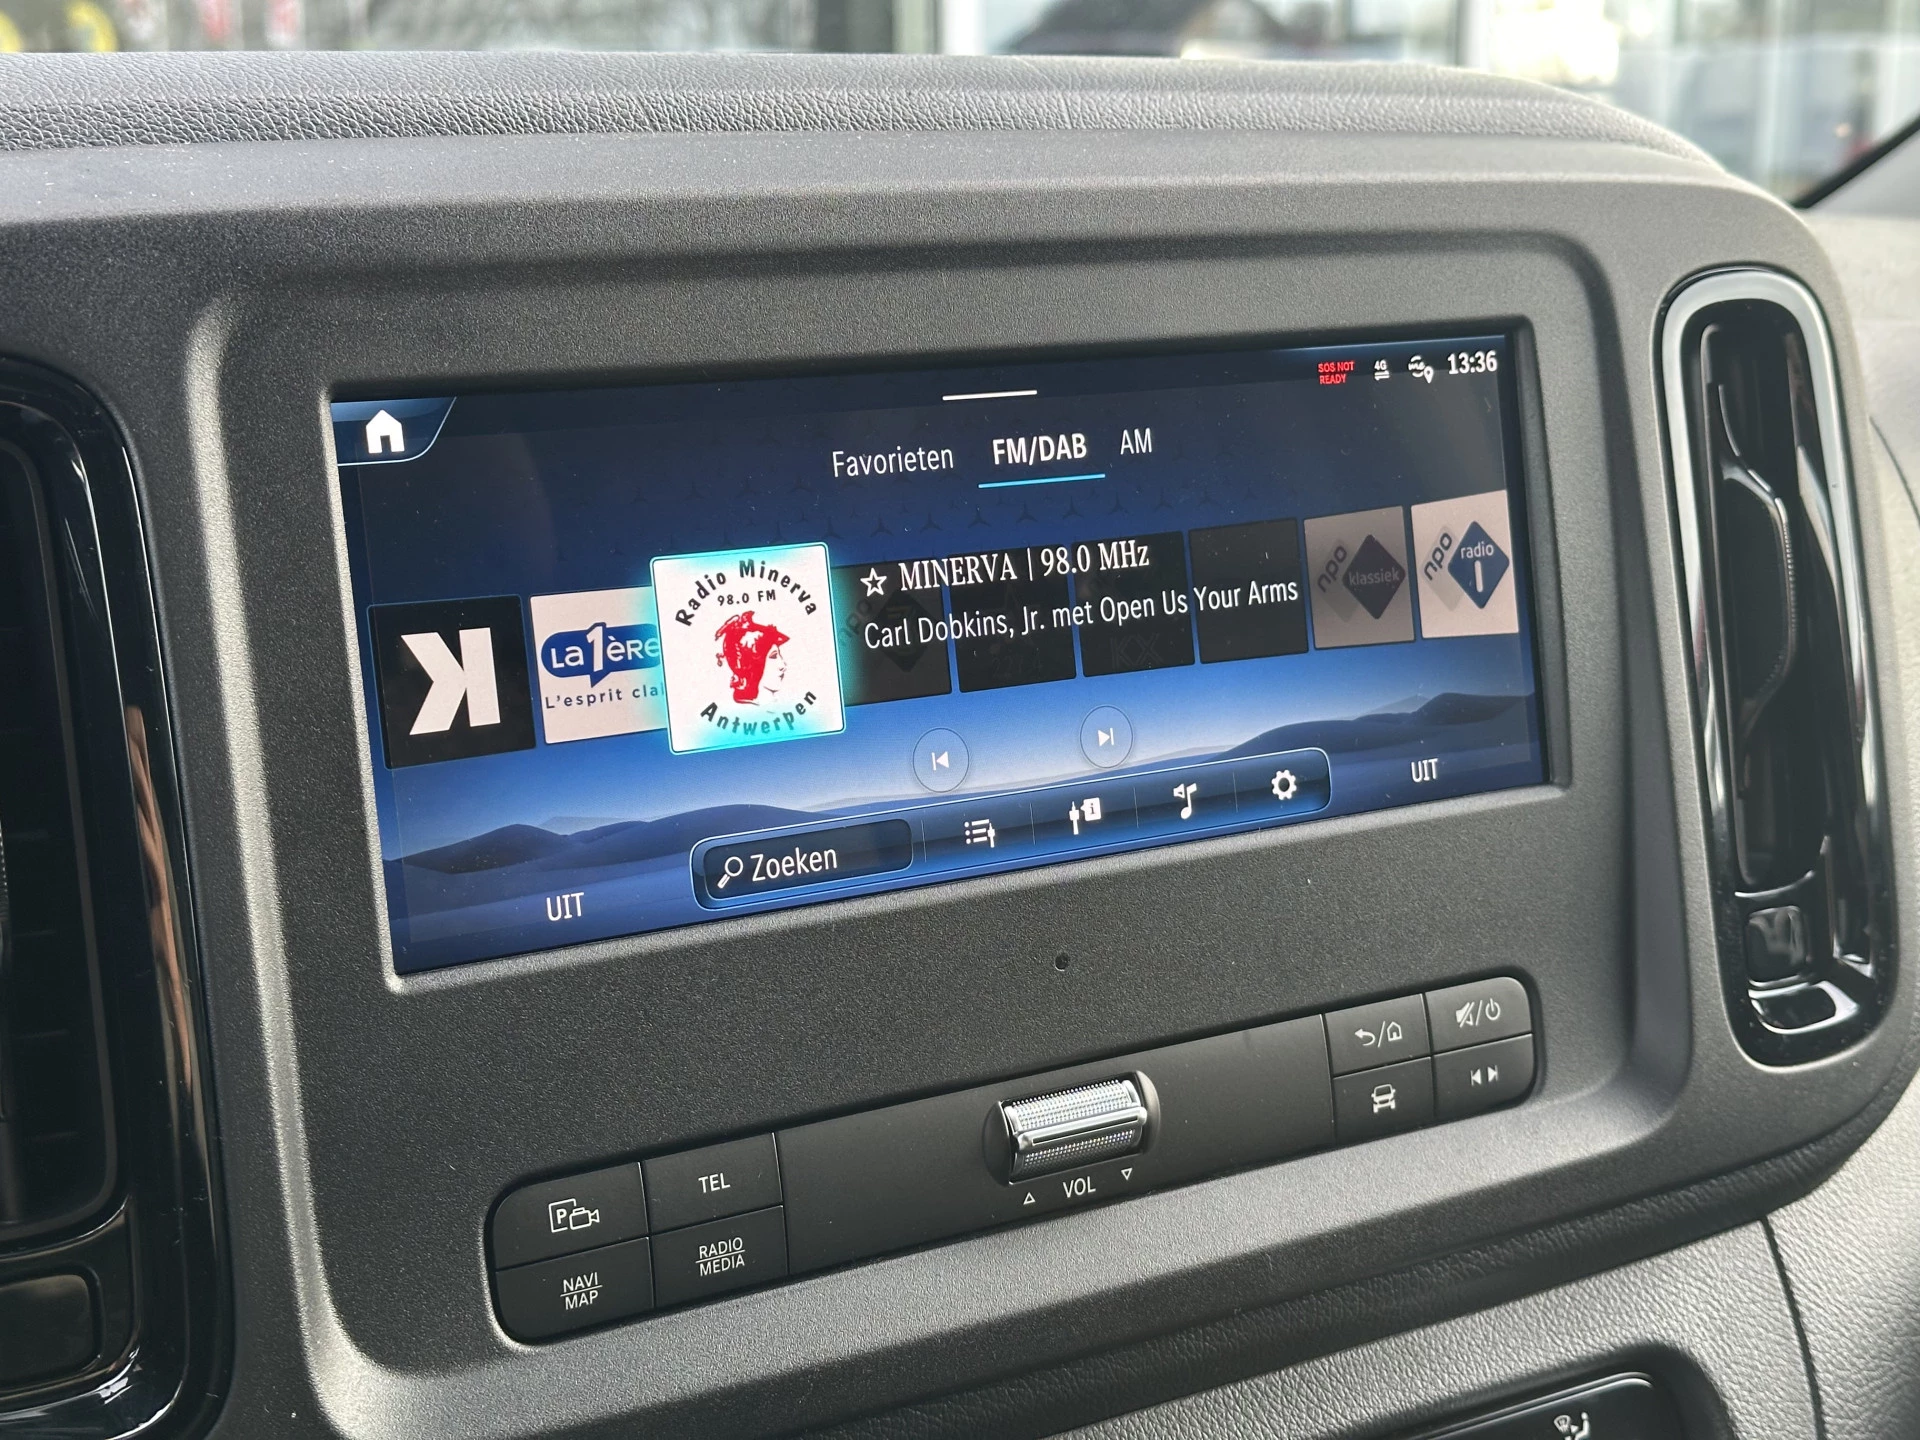 SOS NOT
READY
4G
13:36
Favorieten
FM/DAB
AM
Radio Minerva
98.0 FM
Antwerpen
MINERVA | 98.0 MHz
Carl Dobkins, Jr. met Open Us Your Arms
K
La 1ère
L'esprit cla
npo
klassiek
npo
radio
1
npo
KX
UIT
Zoeken
UIT
P
TEL
NAVI
MAP
RADIO
MEDIA
VOL